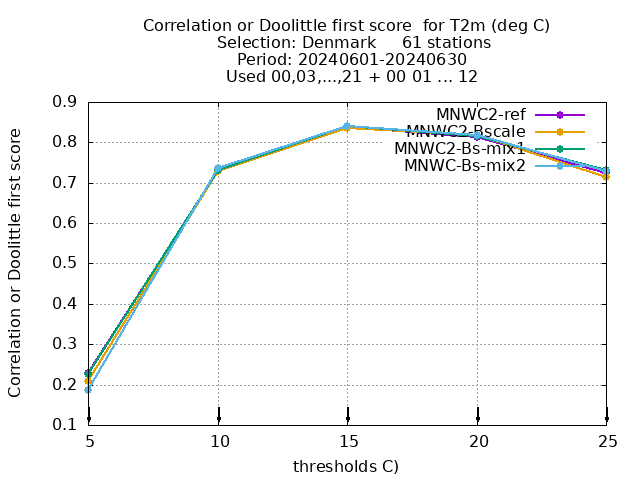 Correlation or Doolittle first score  for T2m (deg C)
Selection: Denmark     61 stations
Period: 20240601-20240630
Used 00,03,...,21 + 00 01 ... 12
Correlation or Doolittle first score
0.9
0.8
0.7
0.6
0.5
0.4
0.3
0.2
0.1
MNWC2-ref
MNWC2-Bscale
MNWC2-Bs-mix1
MNWC-Bs-mix2
5 10 15 20 25
thresholds C)